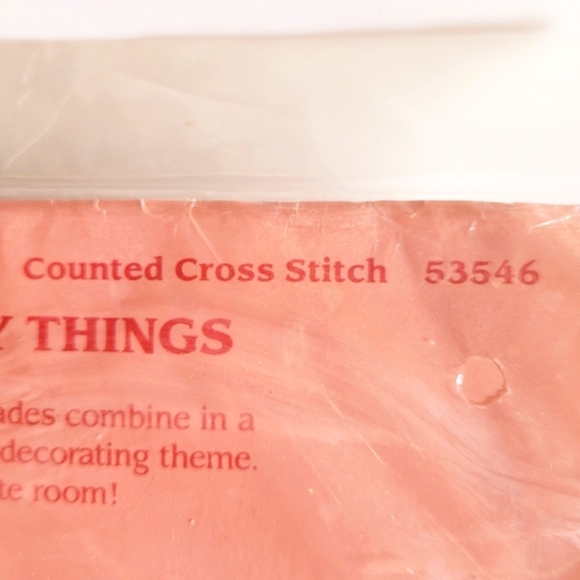 Counted Cross Stitch 53546
THINGS
combine in a
decorating theme.
room!